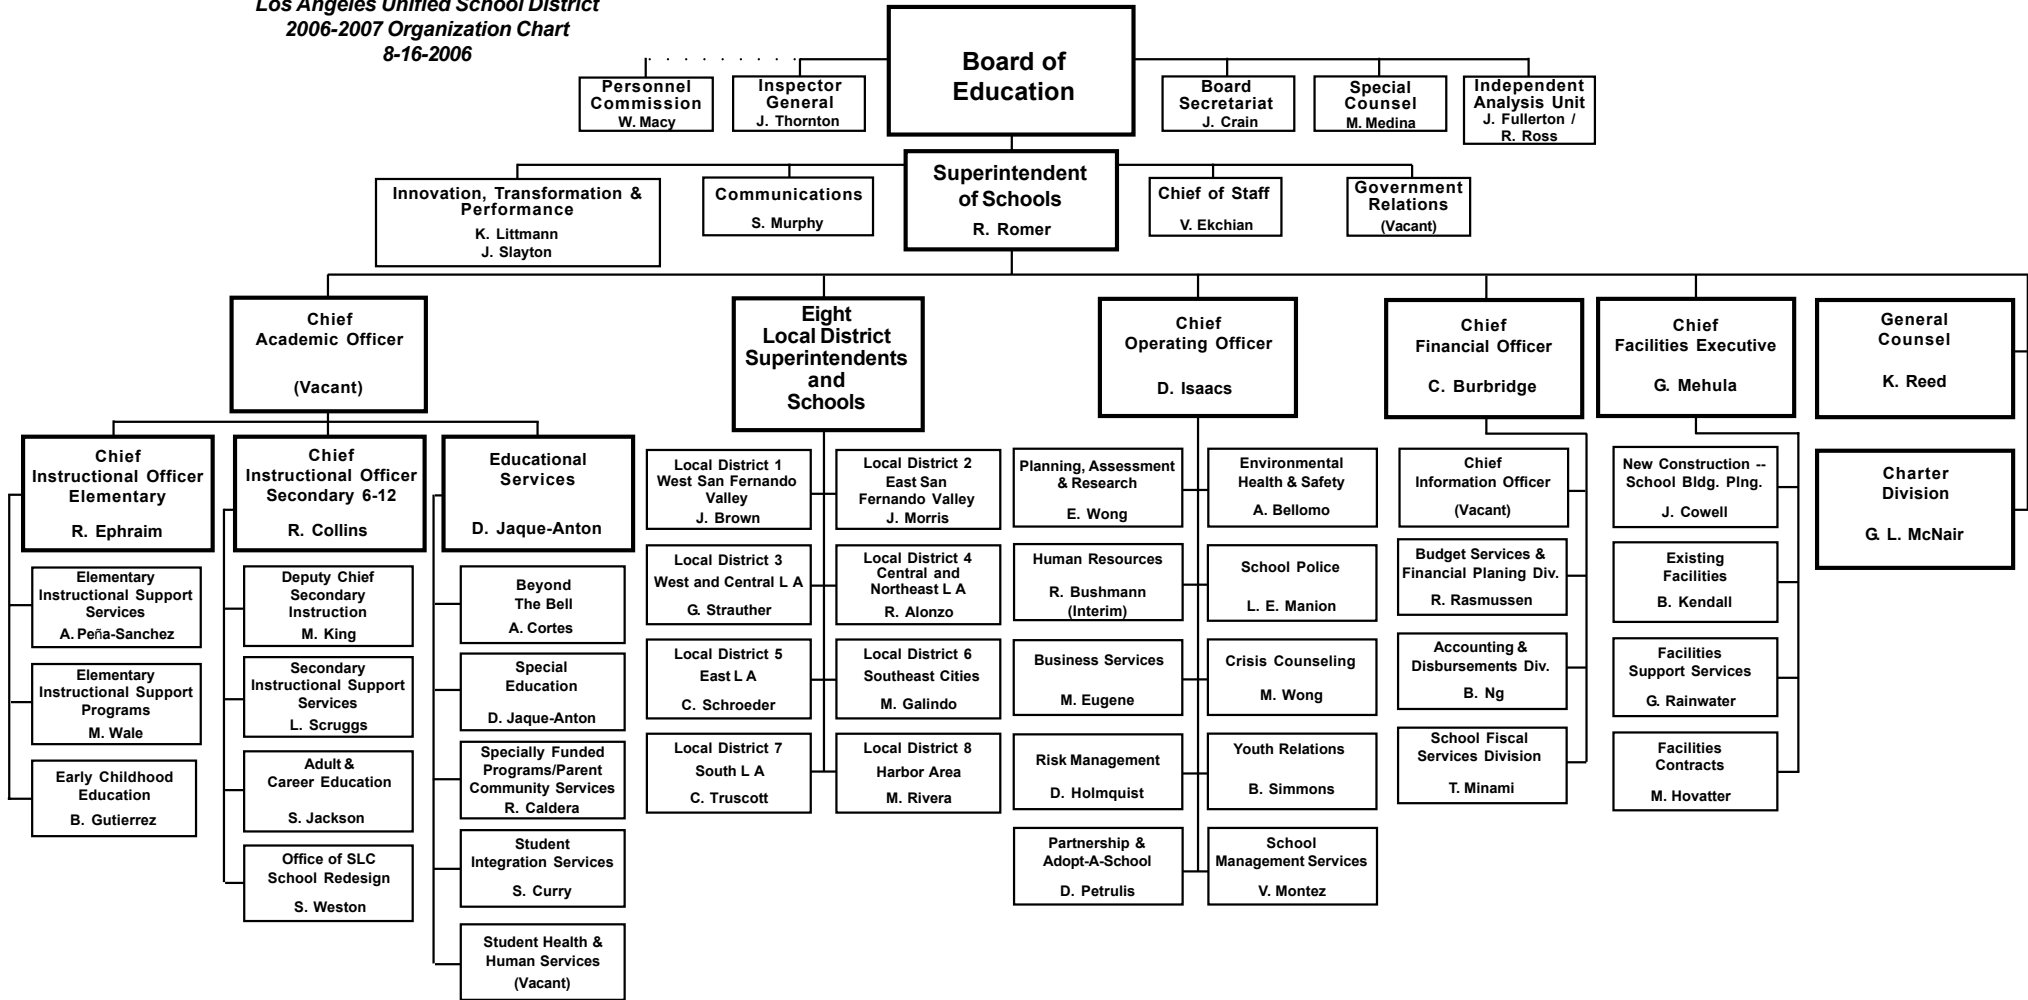 Los Angeles Unified School District
2006-2007 Organization Chart
8-16-2006
Board of
Education
Personnel
Commission
W. Macy
Inspector
General
J. Thornton
Board
Secretariat
J. Crain
Special
Counsel
M. Medina
Independent
Analysis Unit
J. Fullerton /
R. Ross
Innovation, Transformation &
Performance
K. Littmann
J. Slayton
Communications
S. Murphy
Superintendent
of Schools
R. Romer
Chief of Staff
V. Ekchian
Government
Relations
(Vacant)
Chief
Academic Officer
(Vacant)
Eight
Local District
Superintendents
and
Schools
Chief
Operating Officer
D. Isaacs
Chief
Financial Officer
C. Burbridge
Chief
Facilities Executive
G. Mehula
General
Counsel
K. Reed
Charter
Division
G. L. McNair
Chief
Instructional Officer
Elementary
R. Ephraim
Elementary
Instructional Support
Services
A. Peña-Sanchez
Elementary
Instructional Support
Programs
M. Wale
Early Childhood
Education
B. Gutierrez
Chief
Instructional Officer
Secondary 6-12
R. Collins
Deputy Chief
Secondary
Instruction
M. King
Secondary
Instructional Support
Services
L. Scruggs
Adult &
Career Education
S. Jackson
Office of SLC
School Redesign
S. Weston
Educational
Services
D. Jaque-Anton
Beyond
The Bell
A. Cortes
Special
Education
D. Jaque-Anton
Specially Funded
Programs/Parent
Community Services
R. Caldera
Student
Integration Services
S. Curry
Student Health &
Human Services
(Vacant)
Local District 1
West San Fernando
Valley
J. Brown
Local District 2
East San
Fernando Valley
J. Morris
Local District 3
West and Central L A
G. Strauther
Local District 4
Central and
Northeast L A
R. Alonzo
Local District 5
East L A
C. Schroeder
Local District 6
Southeast Cities
M. Galindo
Local District 7
South L A
C. Truscott
Local District 8
Harbor Area
M. Rivera
Planning, Assessment
& Research
E. Wong
Environmental
Health & Safety
A. Bellomo
Human Resources
R. Bushmann
(Interim)
School Police
L. E. Manion
Business Services
M. Eugene
Crisis Counseling
M. Wong
Risk Management
D. Holmquist
Youth Relations
B. Simmons
Partnership &
Adopt-A-School
D. Petrulis
School
Management Services
V. Montez
Chief
Information Officer
(Vacant)
Budget Services &
Financial Planing Div.
R. Rasmussen
Accounting &
Disbursements Div.
B. Ng
School Fiscal
Services Division
T. Minami
New Construction --
School Bldg. Plng.
J. Cowell
Existing
Facilities
B. Kendall
Facilities
Support Services
G. Rainwater
Facilities
Contracts
M. Hovatter